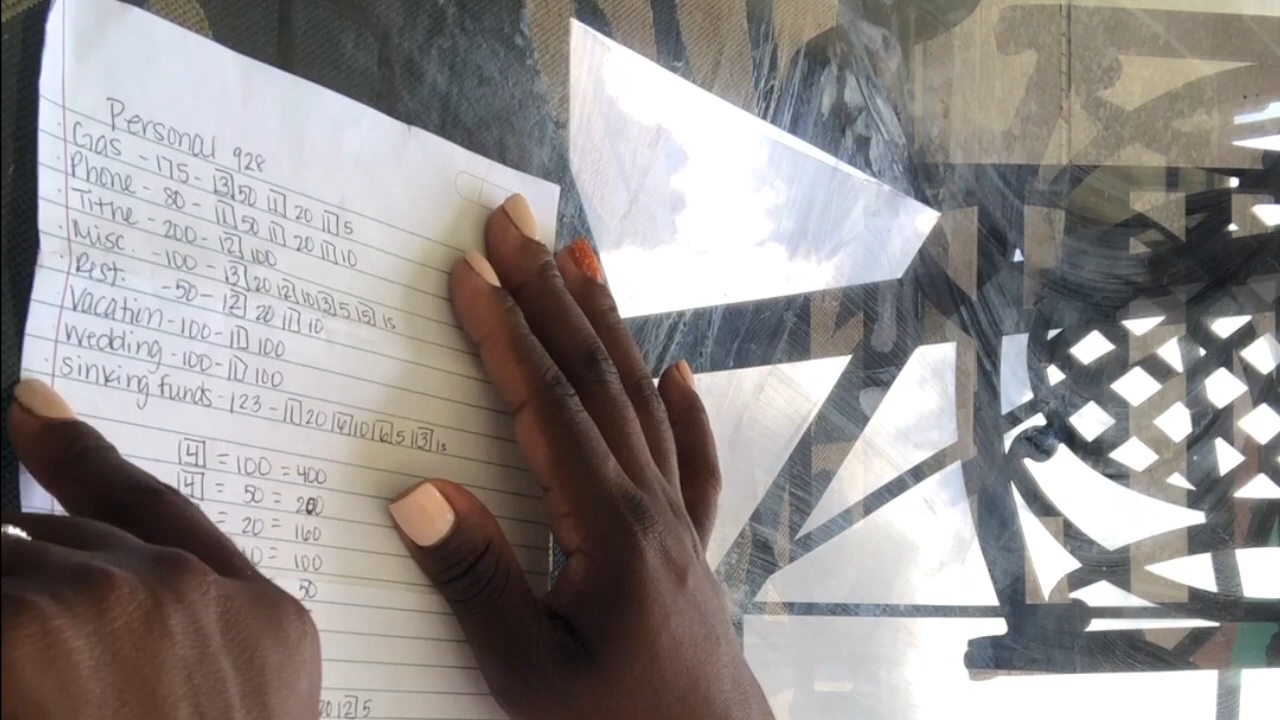 Personal 928
· Gas - 175 - [3] 50 [1] 20 [1] 5
· Phone - 80 - [1] 50 [1] 20 [1] 10
· Tithe - 200 - [2] 100
· Misc. - 100 - [3] 20 [2] 10 [3] 5 [5] 1s
· Rest. - 50 - [2] 20 [1] 10
Vacation - 100 - [1] 100
Wedding - 100 - [1] 100
· Sinking funds - 123 - [1] 20 [4] 10 [6] 5 [13] 1s
[4] = 100 = 400
[4] = 50 = 200
= 20 = 160
= 100
50
[2] 5